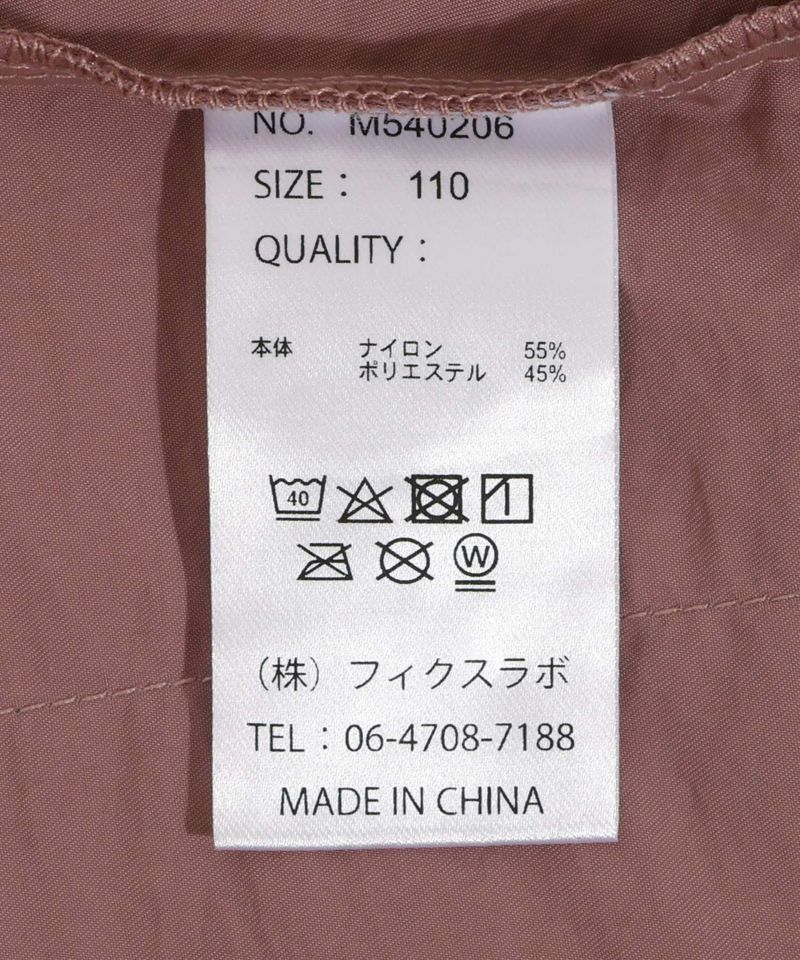 NO. M540206
SIZE : 110
QUALITY :
本体 ナイロン 55%
ポリエステル 45%
40
W
（株）フィクスラボ
TEL : 06-4708-7188
MADE IN CHINA